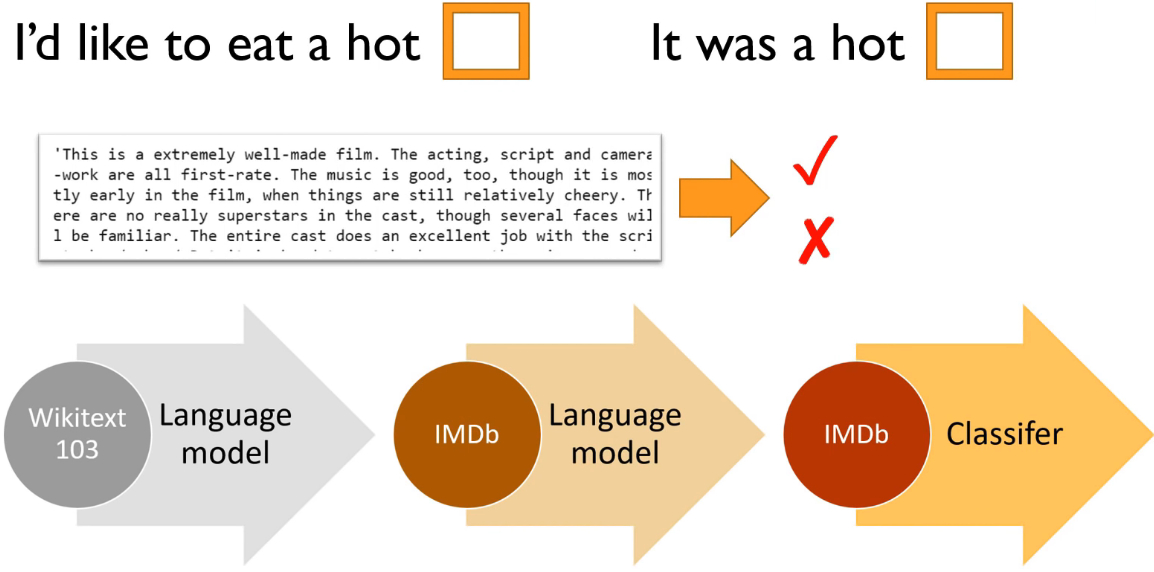 I'd like to eat a hot
It was a hot
'This is a extremely well-made film. The acting, script and camera
-work are all first-rate. The music is good, too, though it is mos
tly early in the film, when things are still relatively cheery. Th
ere are no really superstars in the cast, though several faces wil
l be familiar. The entire cast does an excellent job with the scri
Wikitext
103
Language
model
IMDb
Language
model
IMDb
Classifer